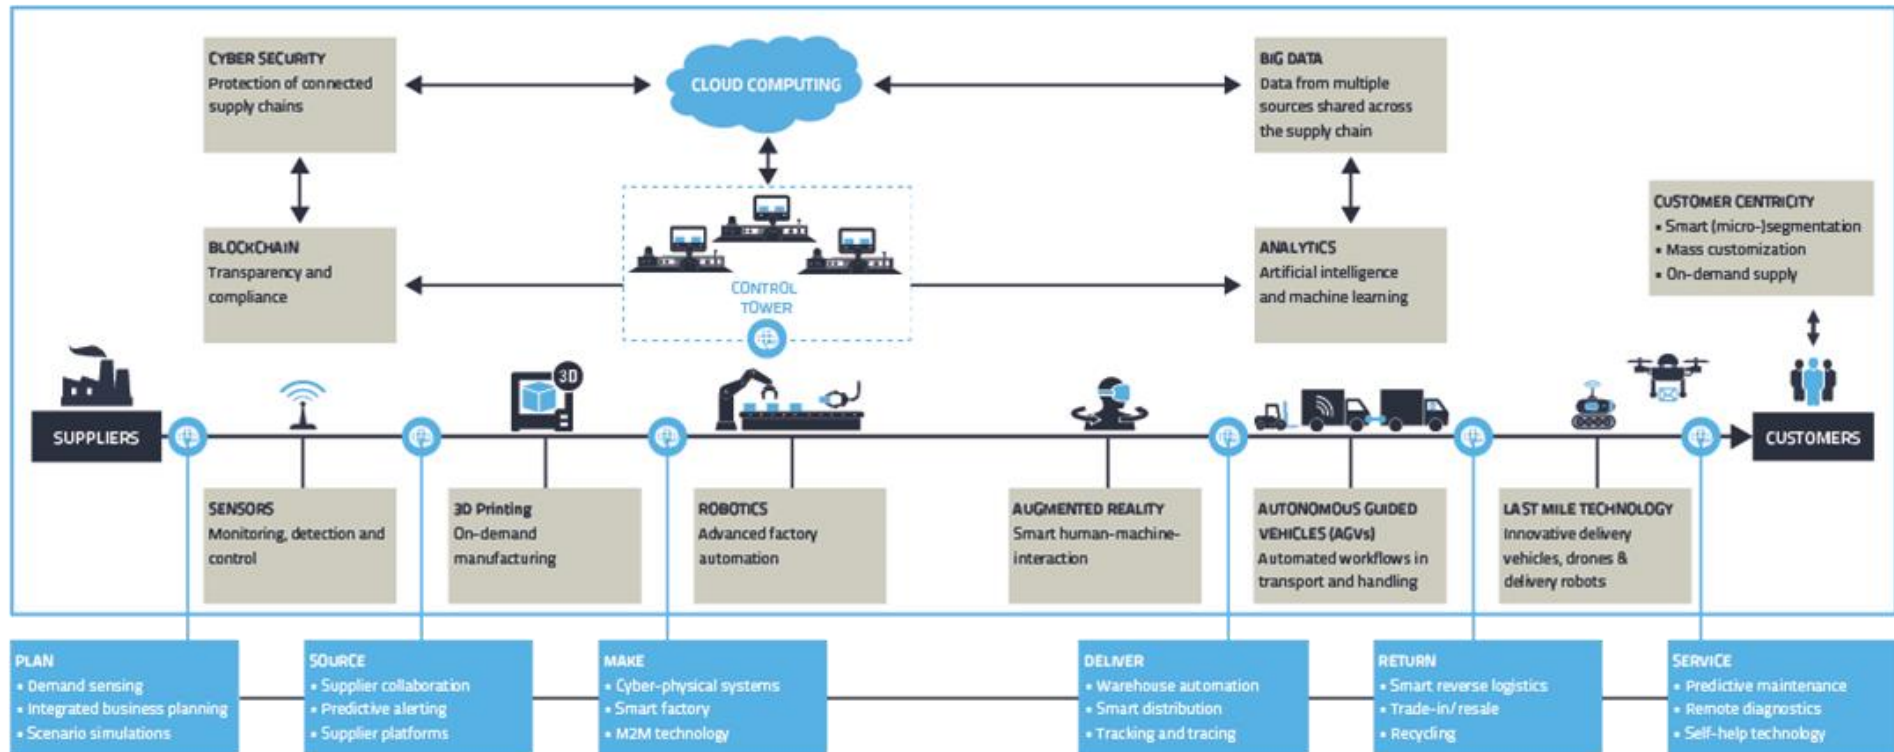 CYBER SECURITY
Protection of connected
supply chains
CLOUD COMPUTING
BIG DATA
Data from multiple
sources shared across
the supply chain
BLOCKCHAIN
Transparency and
compliance
CONTROL
TOWER
ANALYTICS
Artificial intelligence
and machine learning
CUSTOMER CENTRICITY
▪ Smart (micro-)segmentation
▪ Mass customization
▪ On-demand supply
3D
SUPPLIERS
CUSTOMERS
SENSORS
Monitoring, detection and
control
3D Printing
On-demand
manufacturing
ROBOTICS
Advanced factory
automation
AUGMENTED REALITY
Smart human-machine-
interaction
AUTONOMOUS GUIDED
VEHICLES (AGVs)
Automated workflows in
transport and handling
LAST MILE TECHNOLOGY
Innovative delivery
vehicles, drones &
delivery robots
PLAN
▪ Demand sensing
▪ Integrated business planning
▪ Scenario simulations
SOURCE
▪ Supplier collaboration
▪ Predictive alerting
▪ Supplier platforms
MAKE
▪ Cyber-physical systems
▪ Smart factory
▪ M2M technology
DELIVER
▪ Warehouse automation
▪ Smart distribution
▪ Tracking and tracing
RETURN
▪ Smart reverse logistics
▪ Trade-in/resale
▪ Recycling
SERVICE
▪ Predictive maintenance
▪ Remote diagnostics
▪ Self-help technology